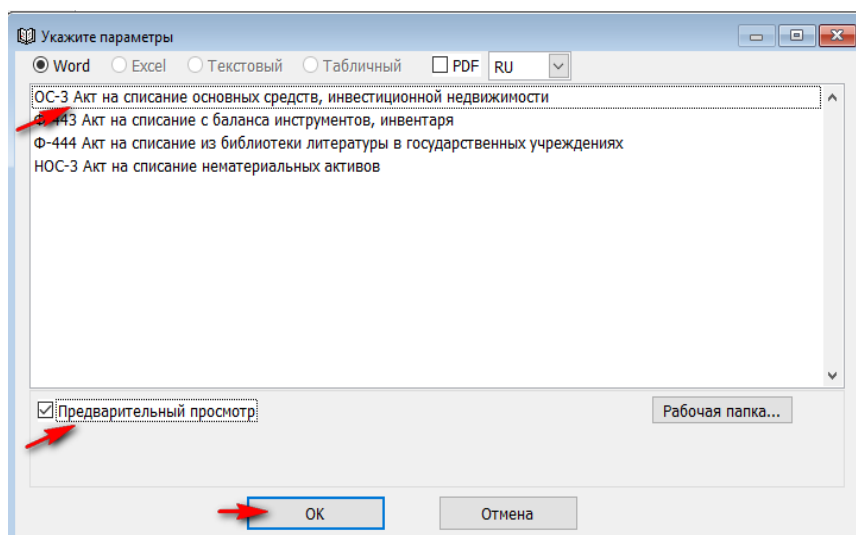 Укажите параметры
Word Excel Текстовый Табличный PDF RU
ОС-3 Акт на списание основных средств, инвестиционной недвижимости
Ф-443 Акт на списание с баланса инструментов, инвентаря
Ф-444 Акт на списание из библиотеки литературы в государственных учреждениях
НОС-3 Акт на списание нематериальных активов
Предварительный просмотр Рабочая папка...
ОК Отмена